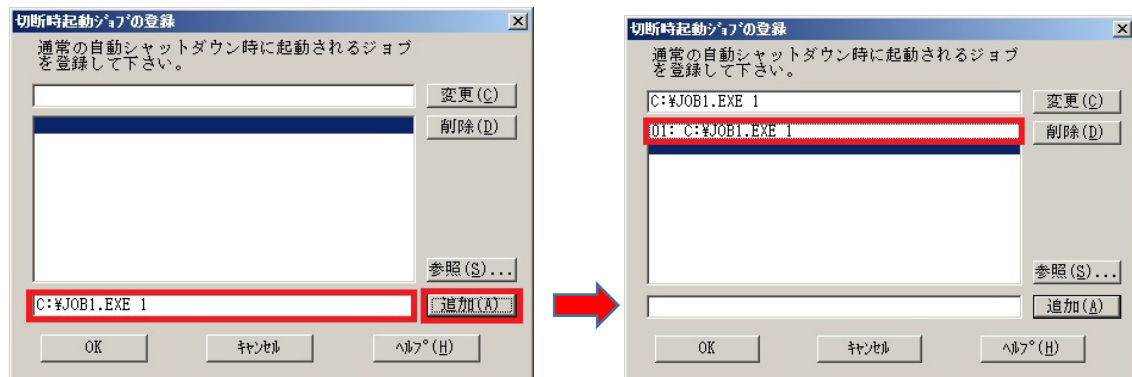 切断時起動ｼﾞｮﾌﾞの登録
通常の自動シャットダウン時に起動されるジョブ
を登録して下さい。
変更(C)
削除(D)
参照(S)...
C:¥JOB1.EXE 1
追加(A)
OK
ｷｬﾝｾﾙ
ﾍﾙﾌﾟ(H)
切断時起動ｼﾞｮﾌﾞの登録
通常の自動シャットダウン時に起動されるジョブ
を登録して下さい。
C:¥JOB1.EXE 1
変更(C)
01: C:¥JOB1.EXE 1
削除(D)
参照(S)...
追加(A)
OK
ｷｬﾝｾﾙ
ﾍﾙﾌﾟ(H)